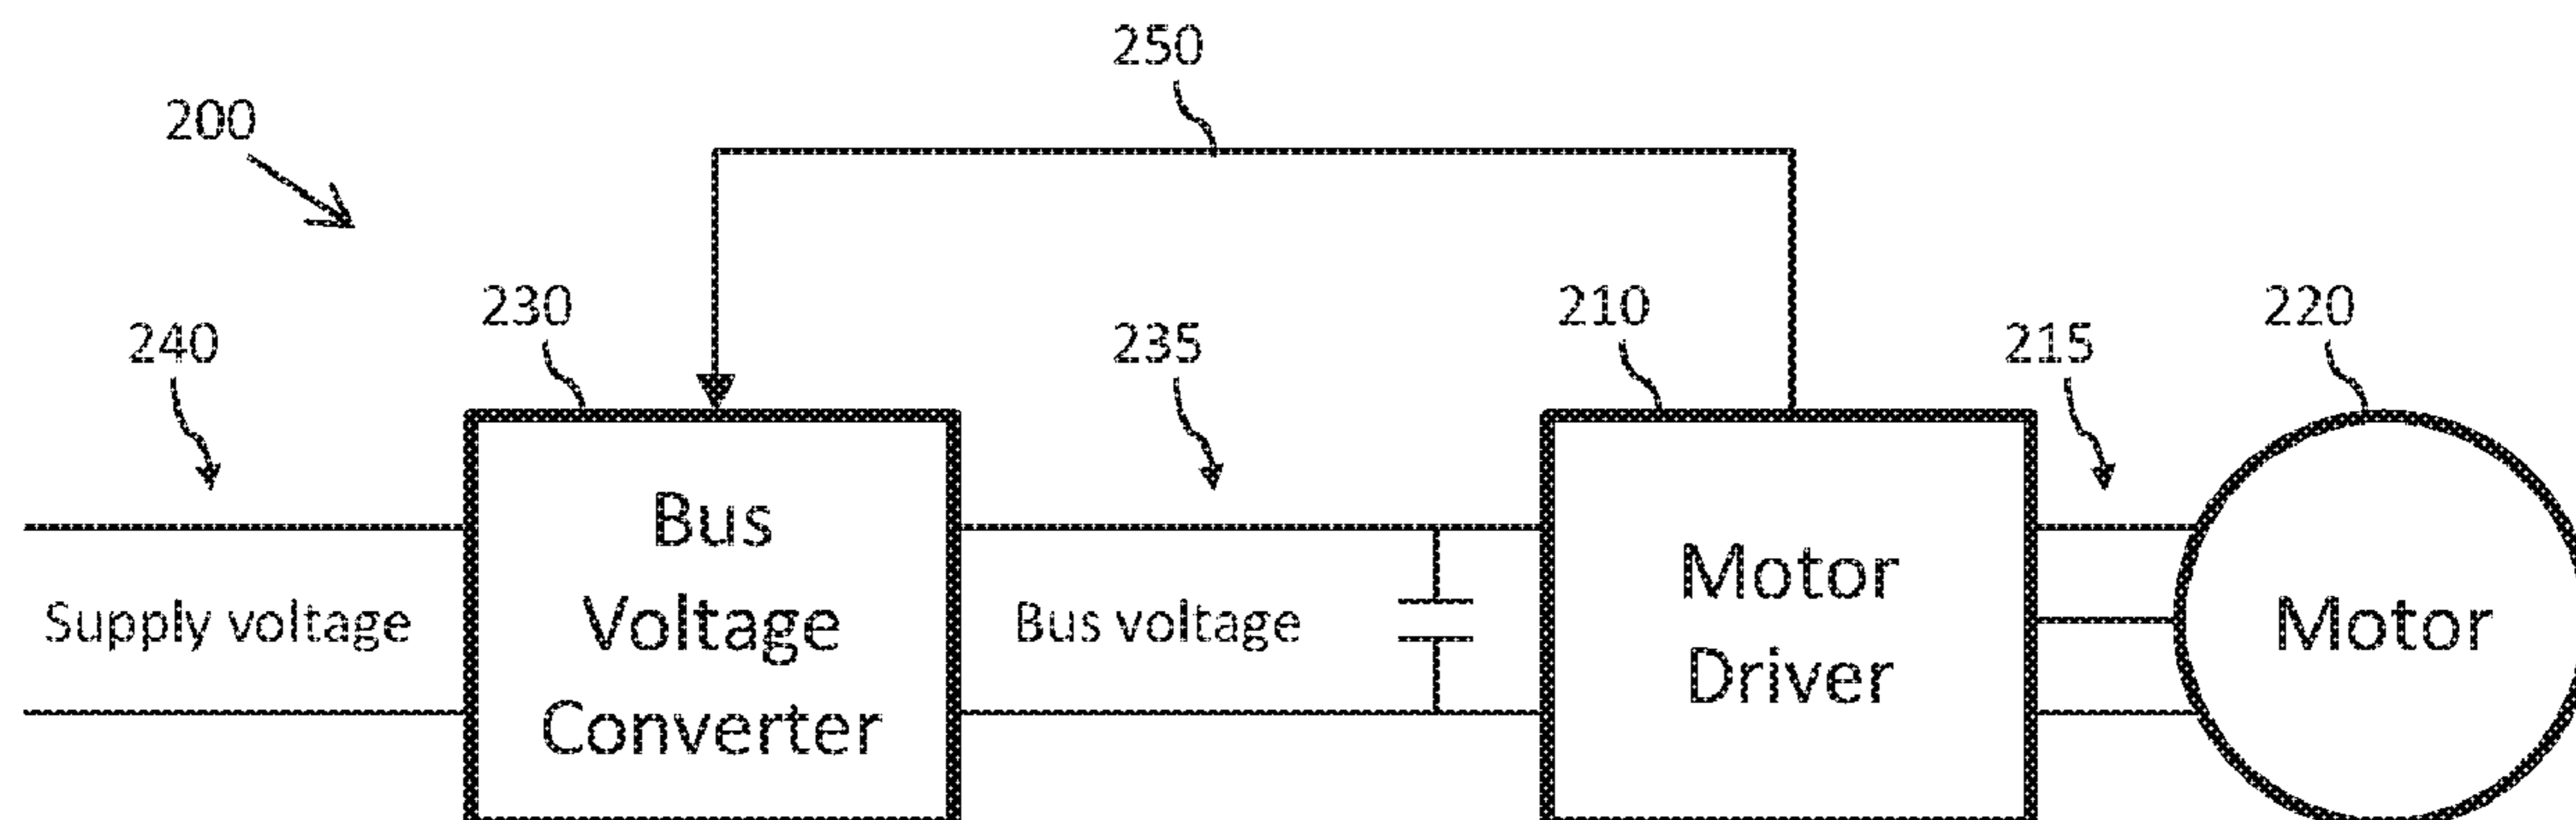 250
200
230
210
220
240
235
215
Bus
Voltage
Converter
Motor
Driver
Motor
Supply voltage
Bus voltage